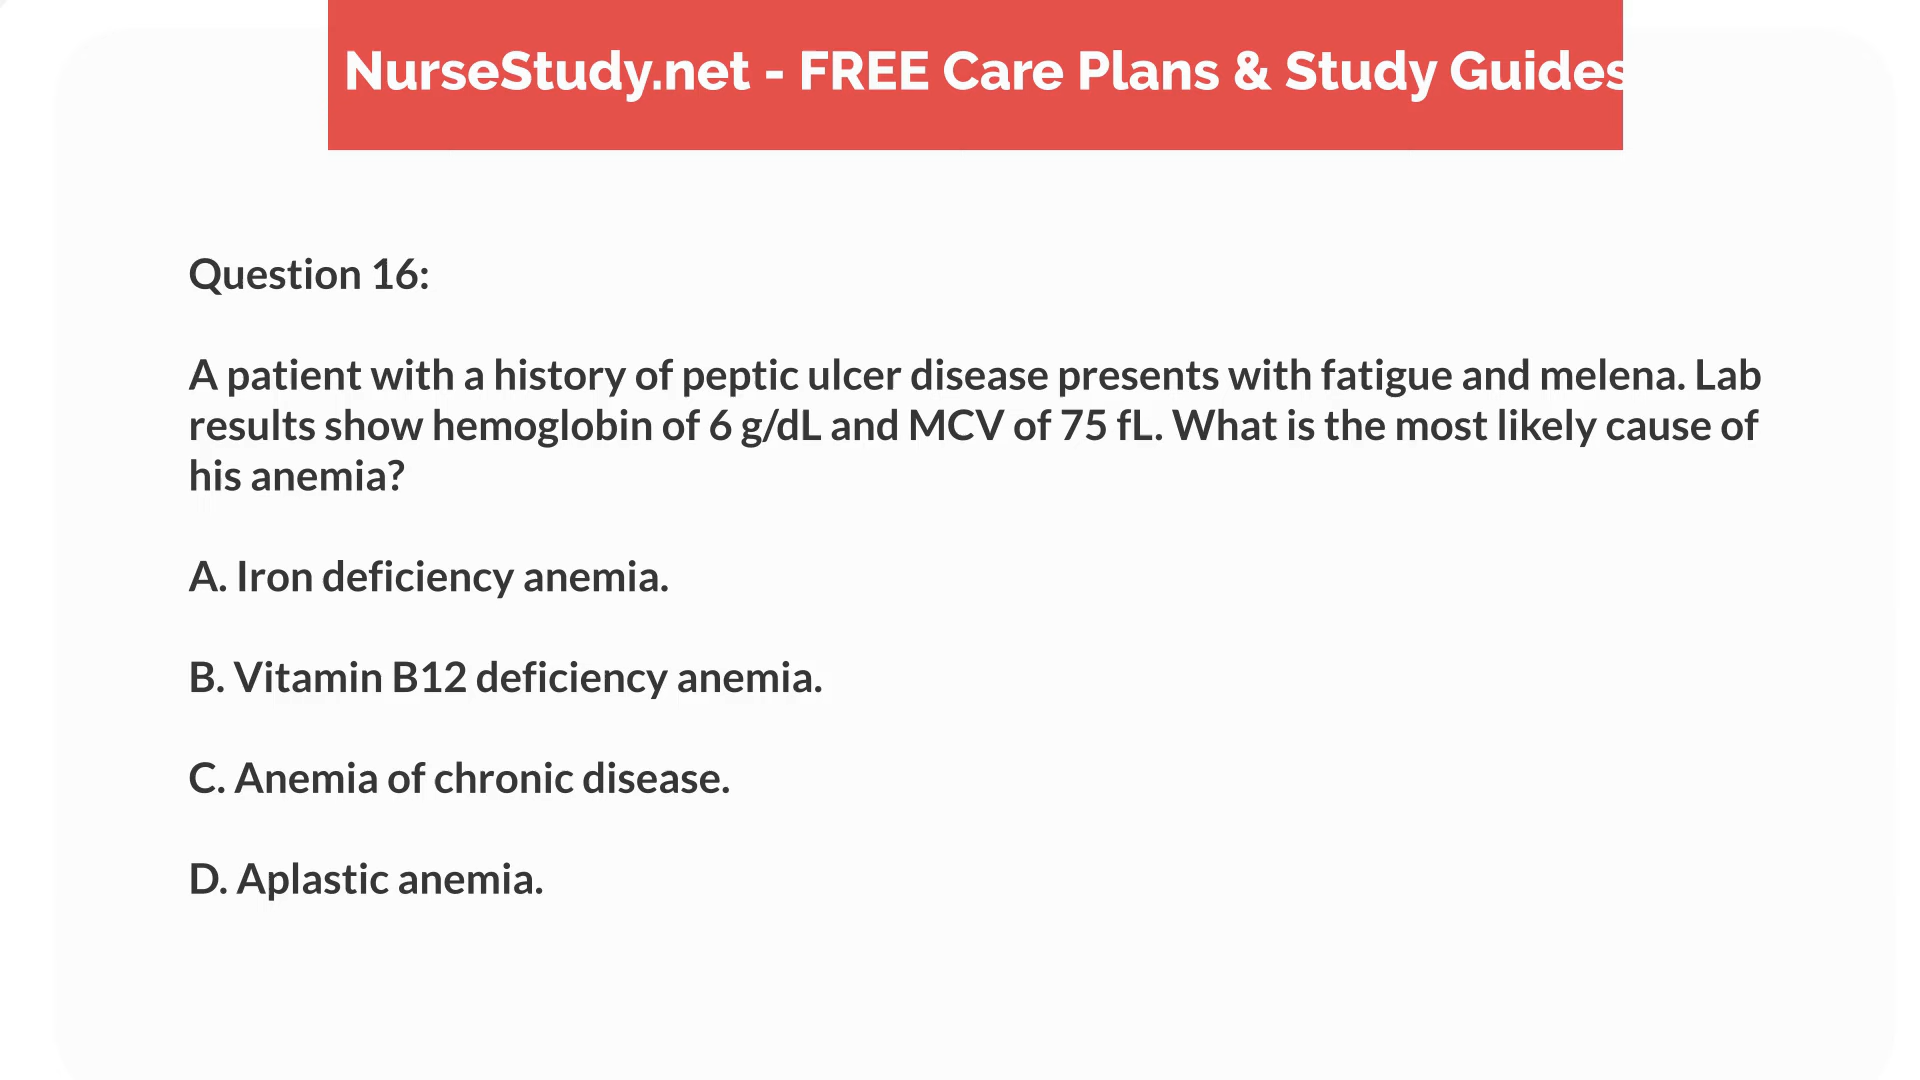 NurseStudy.net - FREE Care Plans & Study Guides
Question 16:
A patient with a history of peptic ulcer disease presents with fatigue and melena. Lab
results show hemoglobin of 6 g/dL and MCV of 75 fL. What is the most likely cause of
his anemia?
A. Iron deficiency anemia.
B. Vitamin B12 deficiency anemia.
C. Anemia of chronic disease.
D. Aplastic anemia.